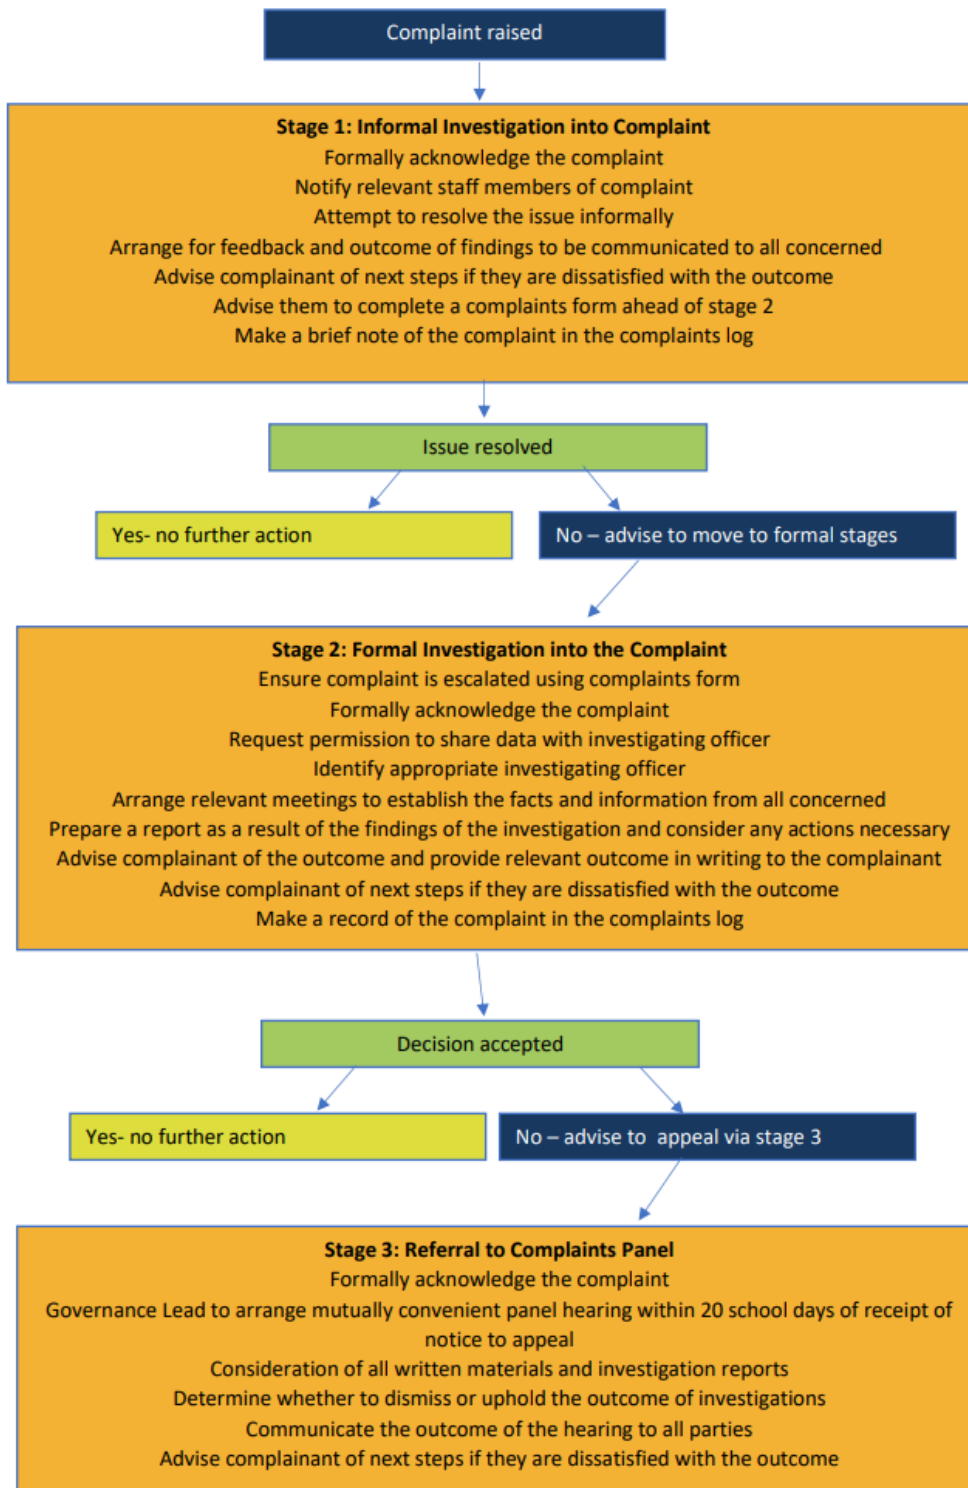 Complaint raised
Stage 1: Informal Investigation into Complaint
Formally acknowledge the complaint
Notify relevant staff members of complaint
Attempt to resolve the issue informally
Arrange for feedback and outcome of findings to be communicated to all concerned
Advise complainant of next steps if they are dissatisfied with the outcome
Advise them to complete a complaints form ahead of stage 2
Make a brief note of the complaint in the complaints log
Issue resolved
Yes- no further action
No – advise to move to formal stages
Stage 2: Formal Investigation into the Complaint
Ensure complaint is escalated using complaints form
Formally acknowledge the complaint
Request permission to share data with investigating officer
Identify appropriate investigating officer
Arrange relevant meetings to establish the facts and information from all concerned
Prepare a report as a result of the findings of the investigation and consider any actions necessary
Advise complainant of the outcome and provide relevant outcome in writing to the complainant
Advise complainant of next steps if they are dissatisfied with the outcome
Make a record of the complaint in the complaints log
Decision accepted
Yes- no further action
No – advise to  appeal via stage 3
Stage 3: Referral to Complaints Panel
Formally acknowledge the complaint
Governance Lead to arrange mutually convenient panel hearing within 20 school days of receipt of
notice to appeal
Consideration of all written materials and investigation reports
Determine whether to dismiss or uphold the outcome of investigations
Communicate the outcome of the hearing to all parties
Advise complainant of next steps if they are dissatisfied with the outcome